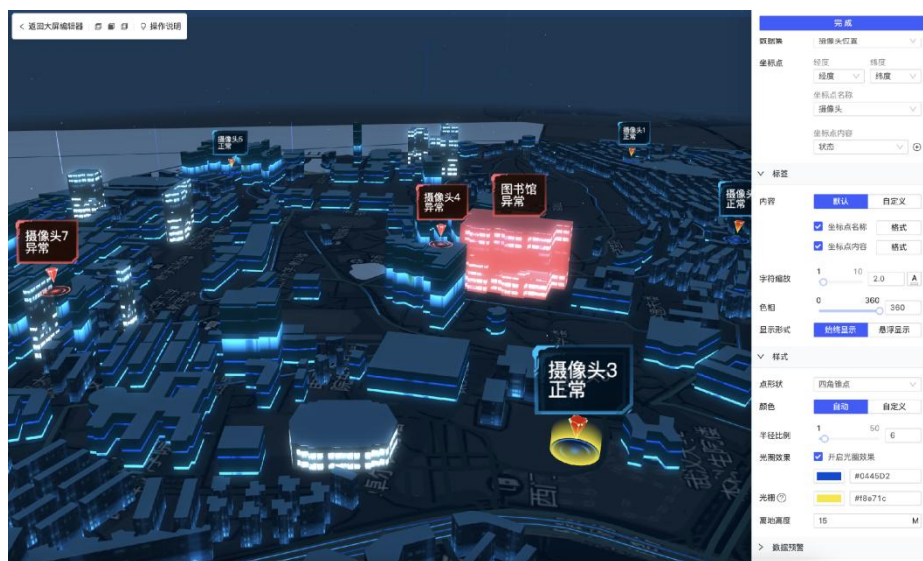 返回大屏编辑器
操作说明
摄像头5
正常
摄像头1
正常
摄像头4
异常
图书馆
异常
摄像头
正常
摄像头7
异常
摄像头3
正常
完成
数据集
摄像头位置
坐标点
经度
纬度
经度
纬度
坐标点名称
摄像头
坐标点内容
状态
标签
内容
默认
自定义
坐标点名称
格式
坐标点内容
格式
字符缩放
1
10
2.0
A
色相
0
360
360
显示形式
始终显示
悬浮显示
样式
点形状
四角锥点
颜色
自动
自定义
半径比例
1
50
6
光圈效果
开启光圈效果
#0445D2
光栅
#f8e71c
离地高度
15
M
数据预警